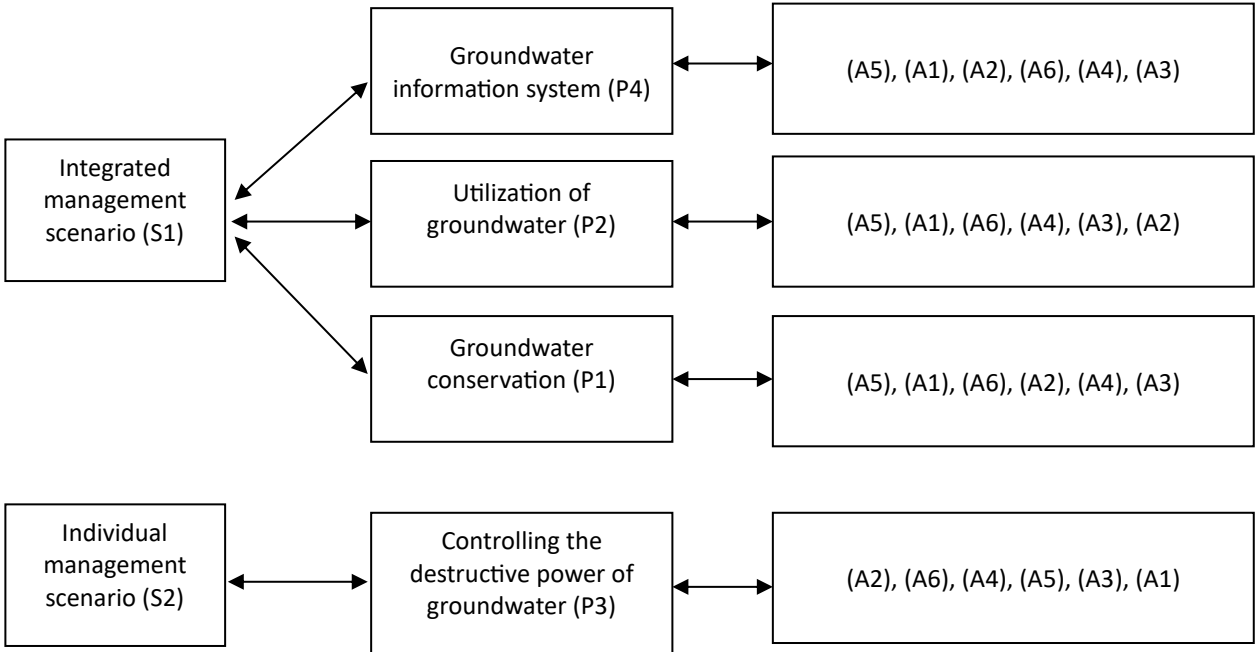 Integrated
management
scenario (S1)
Groundwater
information system (P4)
(A5), (A1), (A2), (A6), (A4), (A3)
Utilization of
groundwater (P2)
(A5), (A1), (A6), (A4), (A3), (A2)
Groundwater
conservation (P1)
(A5), (A1), (A6), (A2), (A4), (A3)
Individual
management
scenario (S2)
Controlling the
destructive power of
groundwater (P3)
(A2), (A6), (A4), (A5), (A3), (A1)